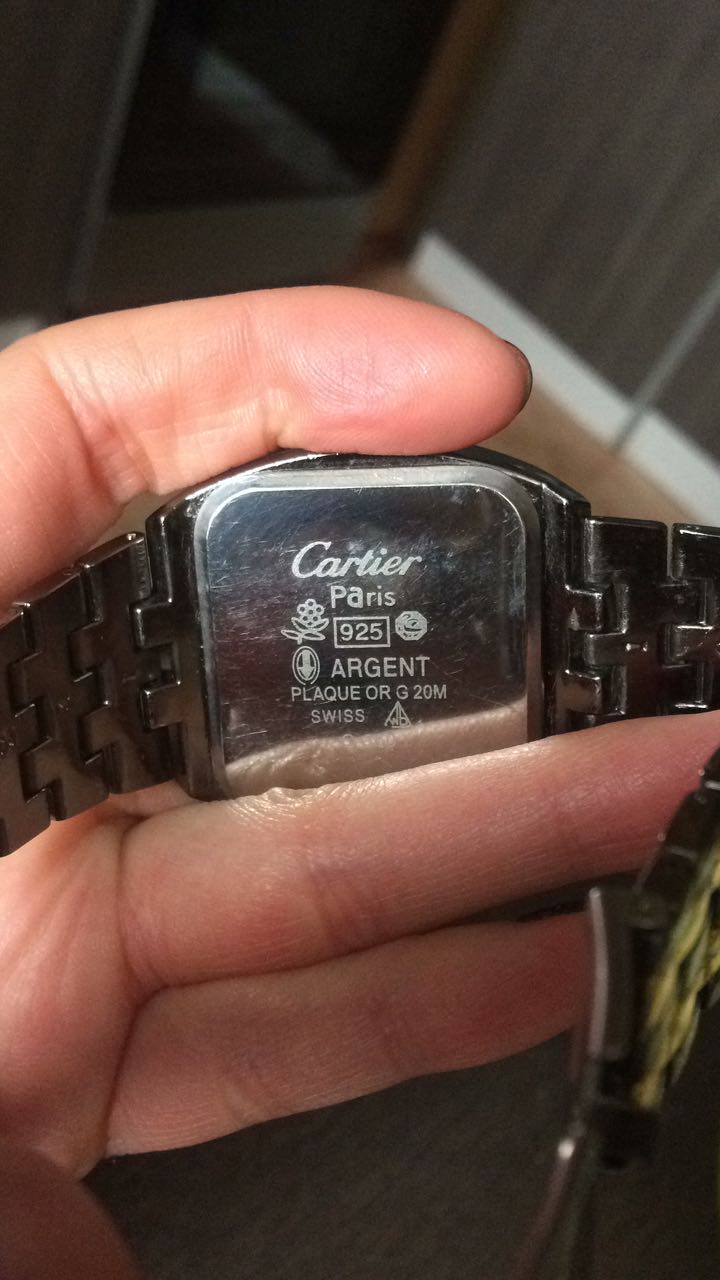 Cartier
Paris
925
ARGENT
PLAQUE OR G 20M
SWISS